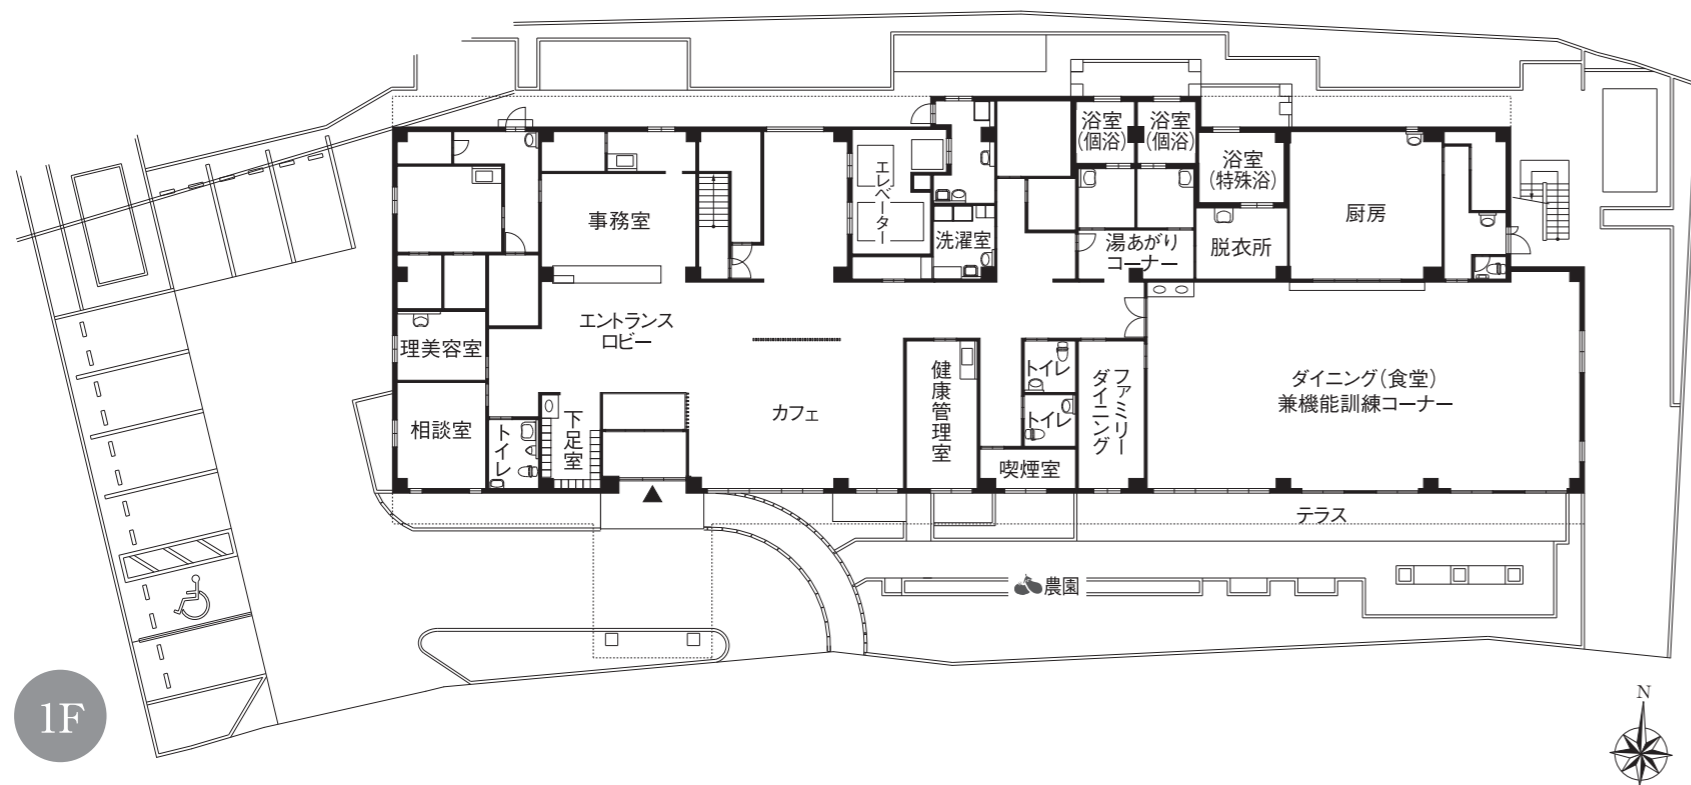 浴室
(個浴)
浴室
(個浴)
浴室
(特殊浴)
エレベーター
事務室
洗濯室
湯あがり
コーナー
脱衣所
厨房
エントランス
ロビー
理美容室
相談室
トイレ
下足室
カフェ
健康管理室
トイレ
トイレ
喫煙室
ファミリー
ダイニング
ダイニング(食堂)
兼機能訓練コーナー
テラス
農園
1F
N